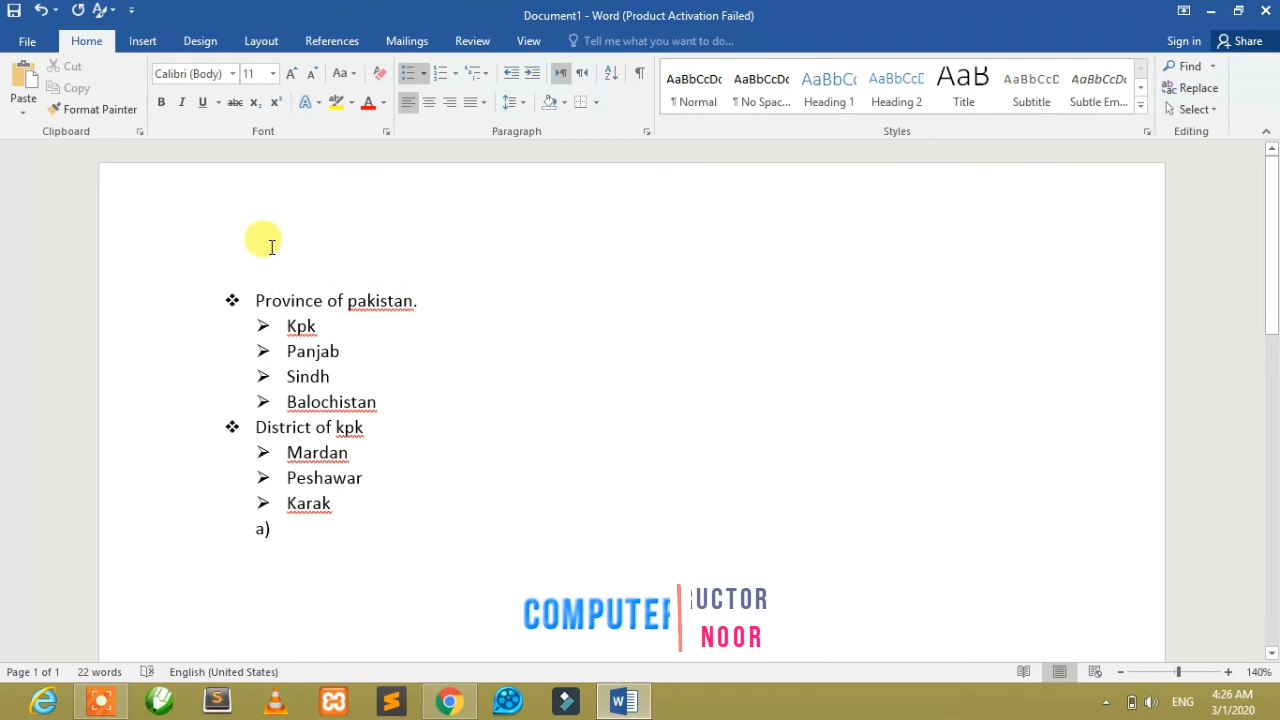 Document1 - Word (Product Activation Failed)
File Home Insert Design Layout References Mailings Review View Tell me what you want to do... Sign in Share
Cut
Copy
Format Painter
Paste
Clipboard
Calibri (Body) 11
Font
Paragraph
AaBbCcDc AaBbCcDc AaBbCc AaBbCcD AaB AaBbCcD AaBbCcDc
¶ Normal ¶ No Spac... Heading 1 Heading 2 Title Subtitle Subtle Em...
Styles
Find
Replace
Select
Editing
❖ Province of pakistan.
➢ Kpk
➢ Panjab
➢ Sindh
➢ Balochistan
❖ District of kpk
➢ Mardan
➢ Peshawar
➢ Karak
a)
COMPUTER UCTOR
NOOR
Page 1 of 1 22 words English (United States) 140%
ENG
4:26 AM
3/1/2020